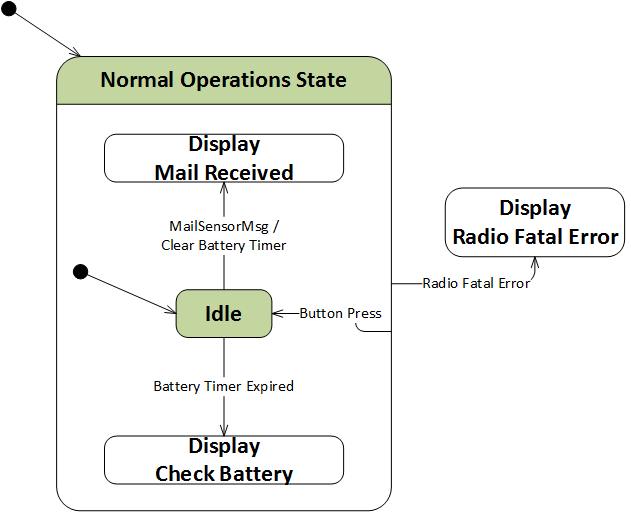 Normal Operations State
Display
Mail Received
MailSensorMsg /
Clear Battery Timer
Display
Radio Fatal Error
Radio Fatal Error
Idle
Button Press
Battery Timer Expired
Display
Check Battery